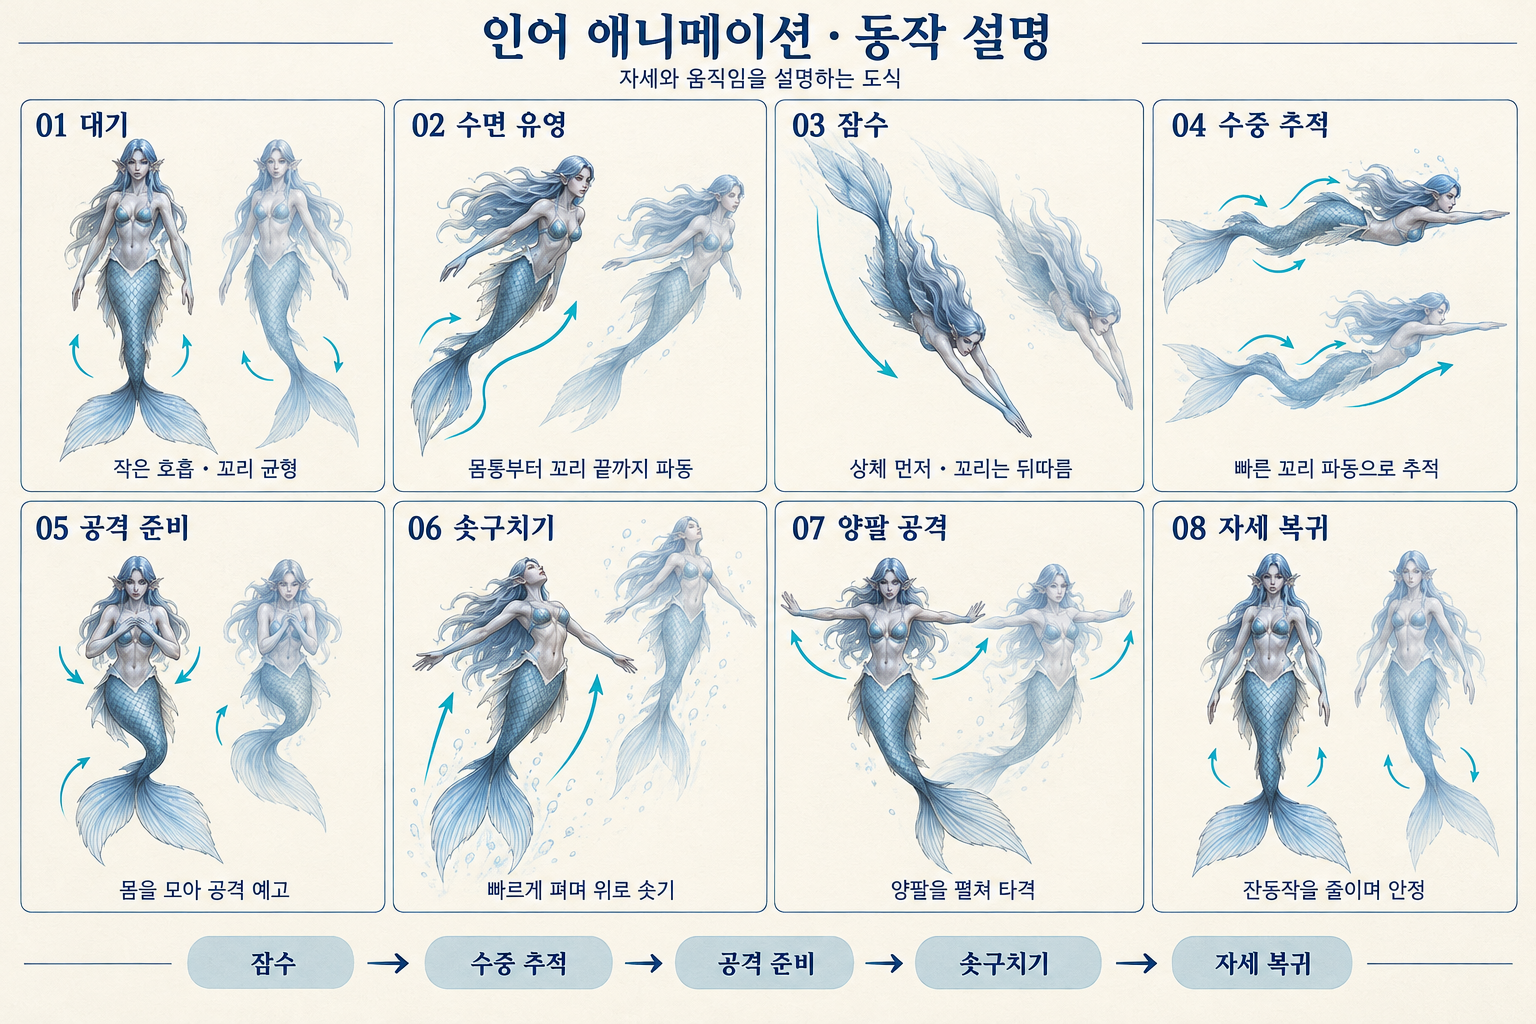 인어 애니메이션 · 동작 설명
자세와 움직임을 설명하는 도식
01 대기
작은 호흡 · 꼬리 균형
02 수면 유영
몸통부터 꼬리 끝까지 파동
03 잠수
상체 먼저 · 꼬리는 뒤따름
04 수중 추적
빠른 꼬리 파동으로 추적
05 공격 준비
몸을 모아 공격 예고
06 솟구치기
빠르게 펴며 위로 솟기
07 양팔 공격
양팔을 펼쳐 타격
08 자세 복귀
잔동작을 줄이며 안정
잠수 → 수중 추적 → 공격 준비 → 솟구치기 → 자세 복귀